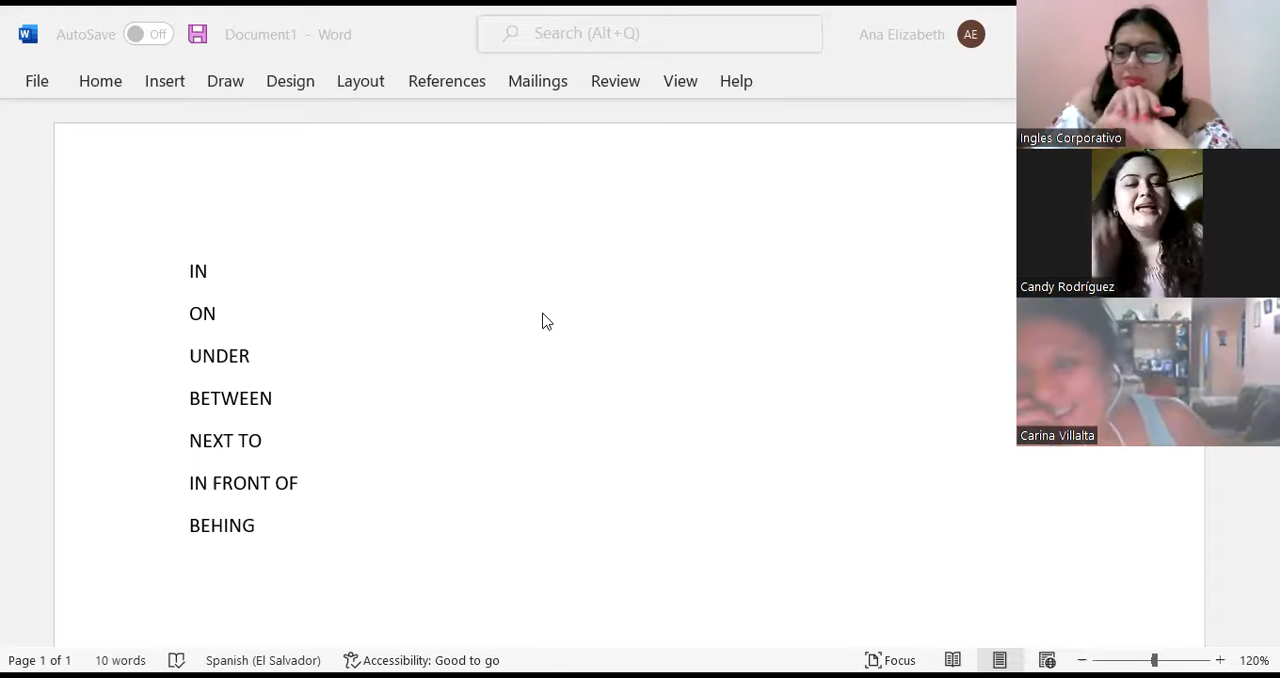 AutoSave Off Document1 - Word Search (Alt+Q) Ana Elizabeth AE
File Home Insert Draw Design Layout References Mailings Review View Help
Ingles Corporativo
Candy Rodríguez
Carina Villalta
IN
ON
UNDER
BETWEEN
NEXT TO
IN FRONT OF
BEHING
Page 1 of 1 10 words Spanish (El Salvador) Accessibility: Good to go Focus 120%